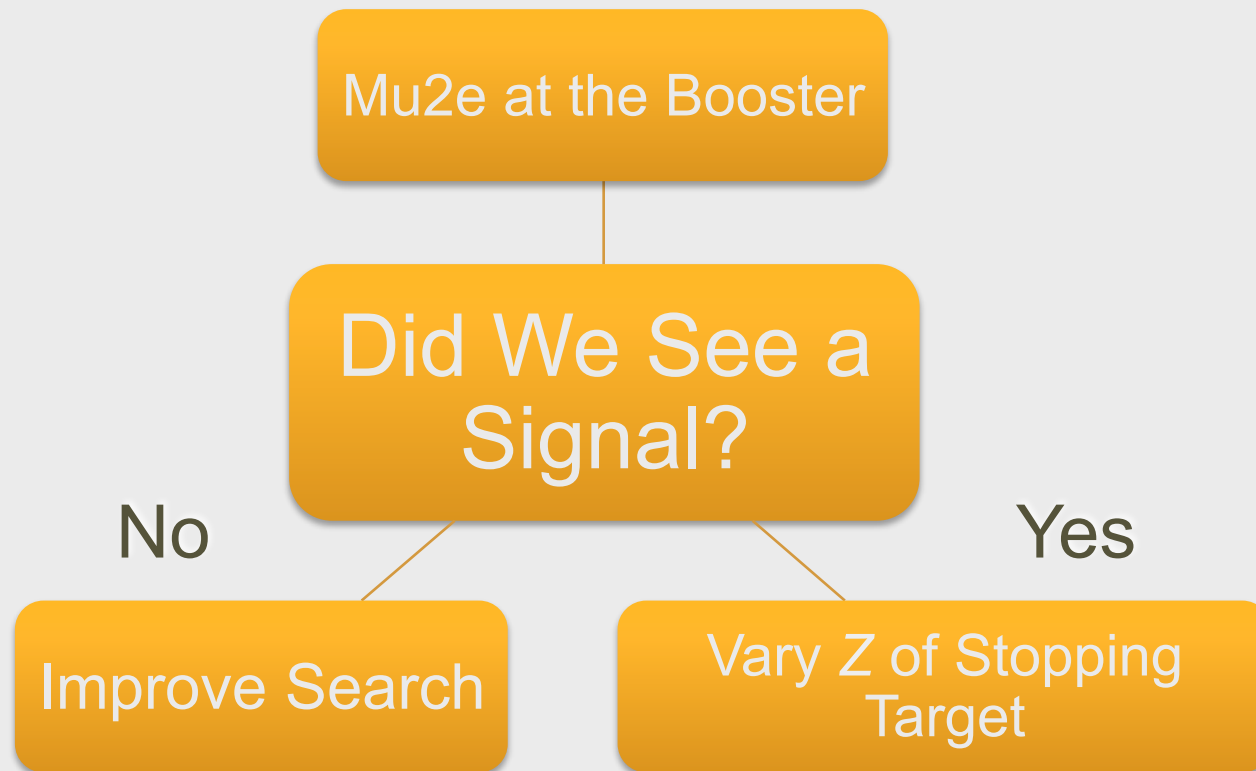 Mu2e at the Booster
Did We See a
Signal?
No
Yes
Improve Search
Vary Z of Stopping
Target